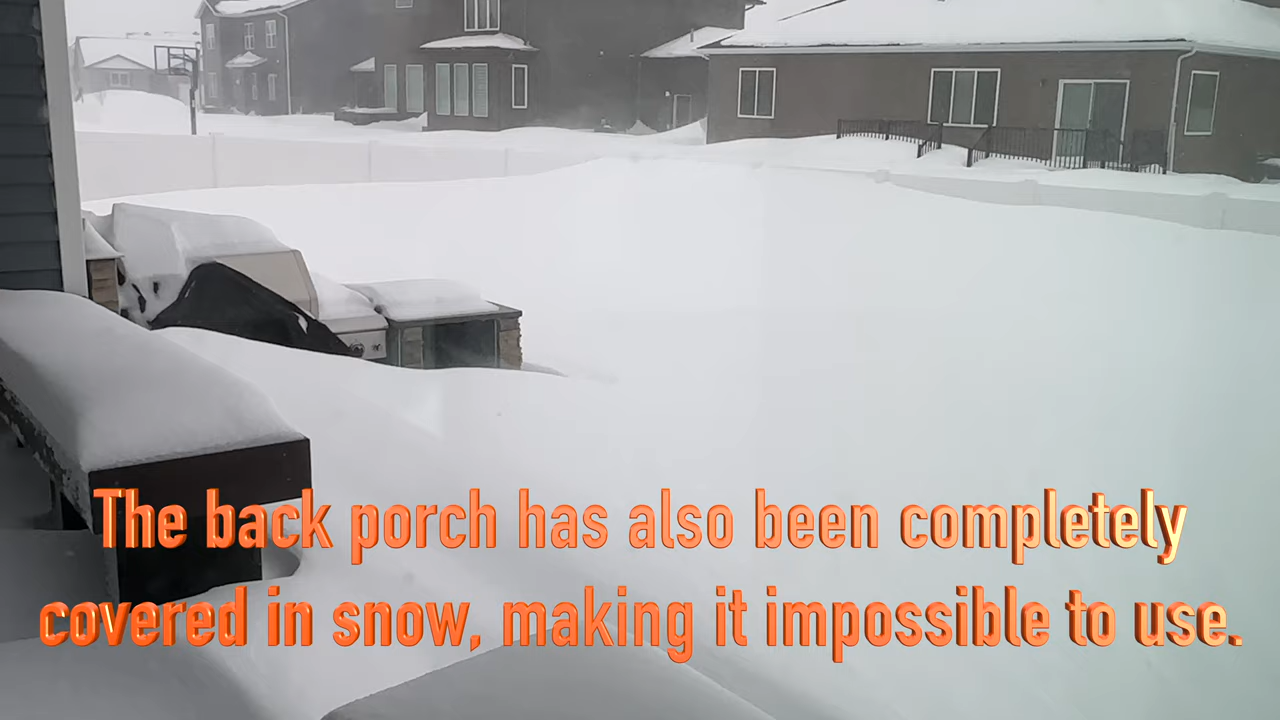 The back porch has also been completely
covered in snow, making it impossible to use.